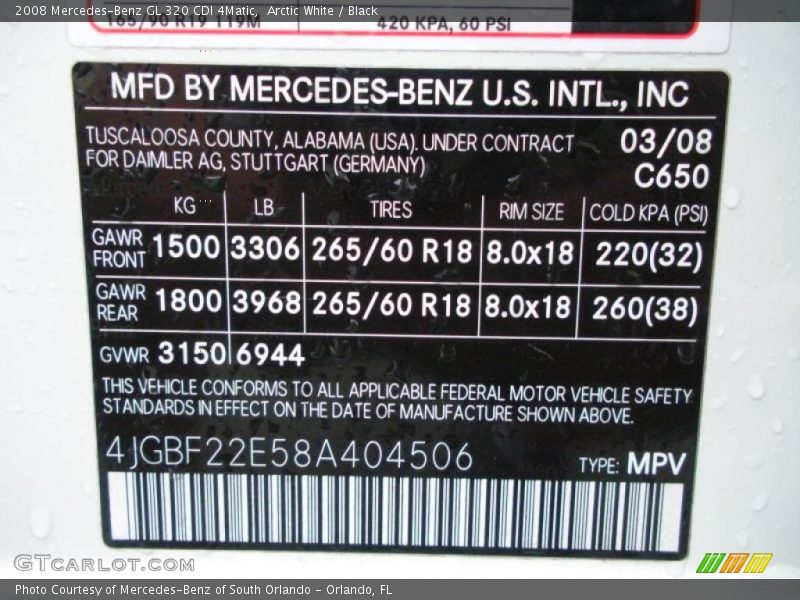 2008 Mercedes-Benz GL 320 CDI 4Matic, Arctic White / Black
165/90 R19 119M 420 KPA, 60 PSI
MFD BY MERCEDES-BENZ U.S. INTL., INC
TUSCALOOSA COUNTY, ALABAMA (USA). UNDER CONTRACT 03/08
FOR DAIMLER AG, STUTTGART (GERMANY)
C650
KG LB TIRES RIM SIZE COLD KPA (PSI)
GAWR FRONT 1500 3306 265/60 R18 8.0x18 220(32)
GAWR REAR 1800 3968 265/60 R18 8.0x18 260(38)
GVWR 3150 6944
THIS VEHICLE CONFORMS TO ALL APPLICABLE FEDERAL MOTOR VEHICLE SAFETY
STANDARDS IN EFFECT ON THE DATE OF MANUFACTURE SHOWN ABOVE.
4JGBF22E58A404506 TYPE: MPV
GTCARLOT.COM
Photo Courtesy of Mercedes-Benz of South Orlando - Orlando, FL